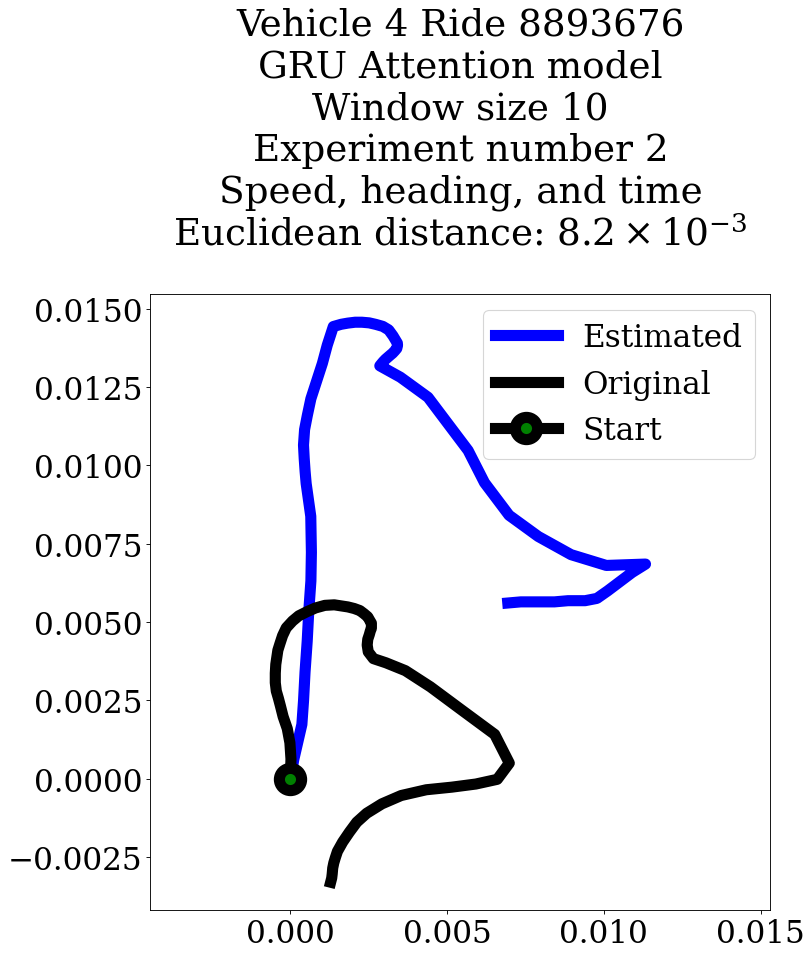 Vehicle 4 Ride 8893676
GRU Attention model
Window size 10
Experiment number 2
Speed, heading, and time
Euclidean distance: 8.2 × 10⁻³
Estimated
Original
Start
0.0150
0.0125
0.0100
0.0075
0.0050
0.0025
0.0000
−0.0025
0.000 0.005 0.010 0.015